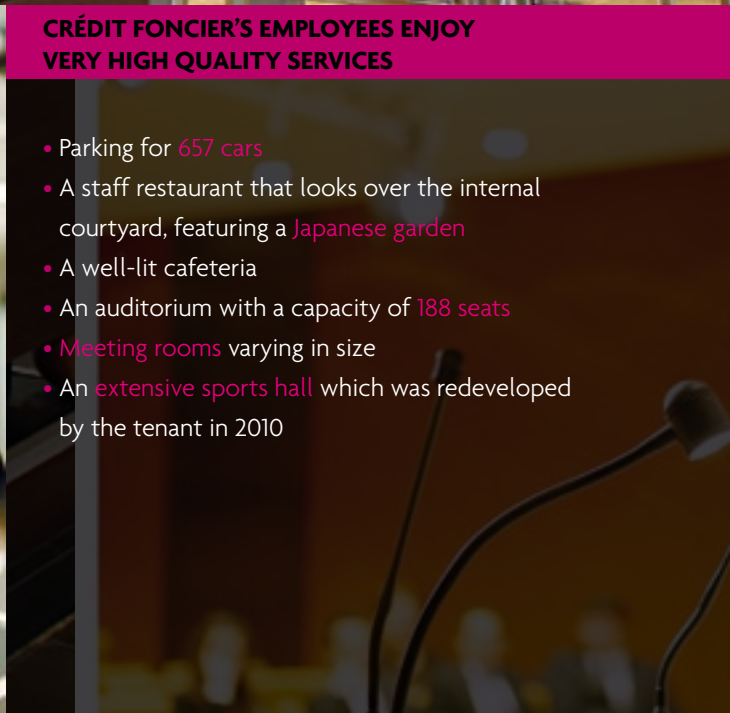 CRÉDIT FONCIER’S EMPLOYEES ENJOY
VERY HIGH QUALITY SERVICES
• Parking for 657 cars
• A staff restaurant that looks over the internal
courtyard, featuring a Japanese garden
• A well-lit cafeteria
• An auditorium with a capacity of 188 seats
• Meeting rooms varying in size
• An extensive sports hall which was redeveloped
by the tenant in 2010